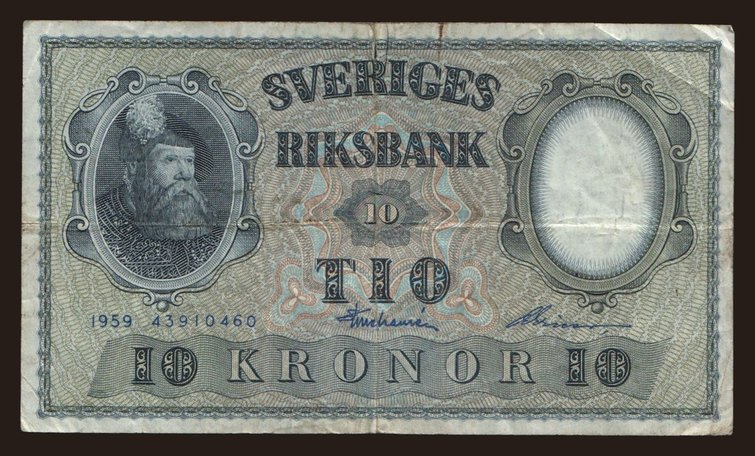 SVERIGES
RIKSBANK
10
TIO
1959 43910460
10 KRONOR 10